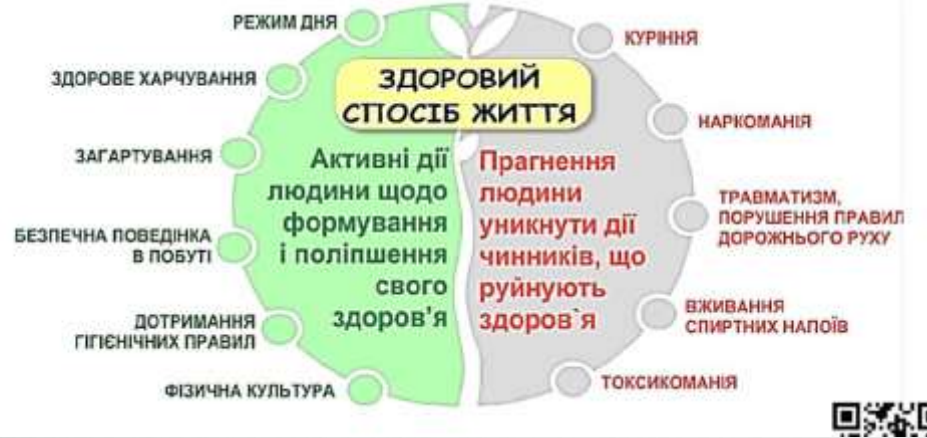 ЗДОРОВИЙ
СПОСІБ ЖИТТЯ
РЕЖИМ ДНЯ
ЗДОРОВЕ ХАРЧУВАННЯ
ЗАГАРТУВАННЯ
БЕЗПЕЧНА ПОВЕДІНКА
В ПОБУТІ
ДОТРИМАННЯ
ГІГІЄНІЧНИХ ПРАВИЛ
ФІЗИЧНА КУЛЬТУРА
Активні дії
людини щодо
формування
і поліпшення
свого
здоров'я
Прагнення
людини
уникнути дії
чинників, що
руйнують
здоров`я
КУРІННЯ
НАРКОМАНІЯ
ТРАВМАТИЗМ,
ПОРУШЕННЯ ПРАВИЛ
ДОРОЖНЬОГО РУХУ
ВЖИВАННЯ
СПИРТНИХ НАПОЇВ
ТОКСИКОМАНІЯ